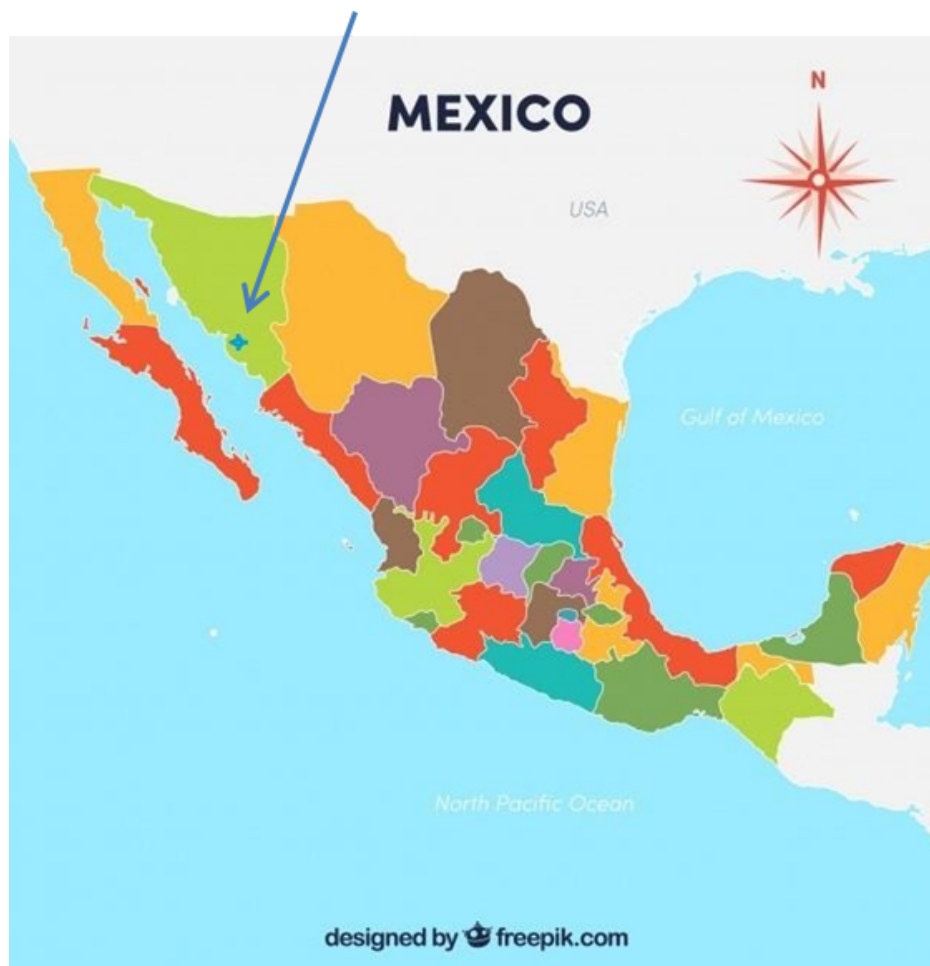 N
MEXICO
USA
Gulf of Mexico
North Pacific Ocean
designed by freepik.com